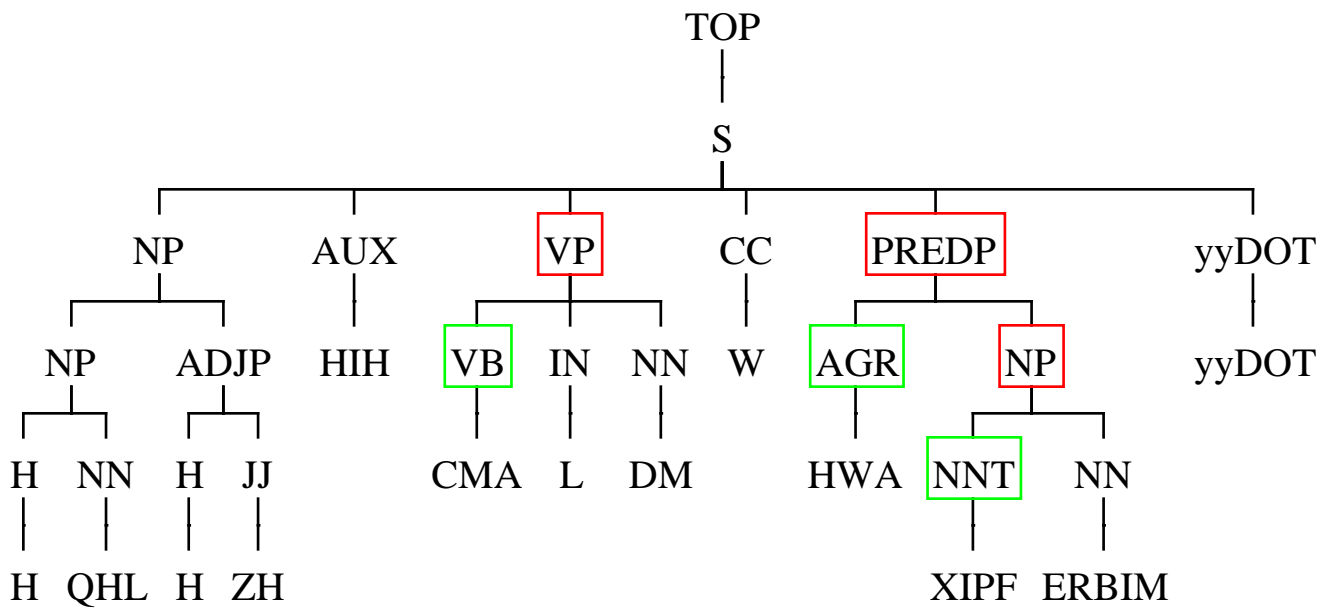 TOP
S
NP AUX VP CC PREDP yyDOT
NP ADJP HIH VB IN NN W AGR NP yyDOT
H NN H JJ CMA L DM HWA NNT NN
H QHL H ZH XIPF ERBIM